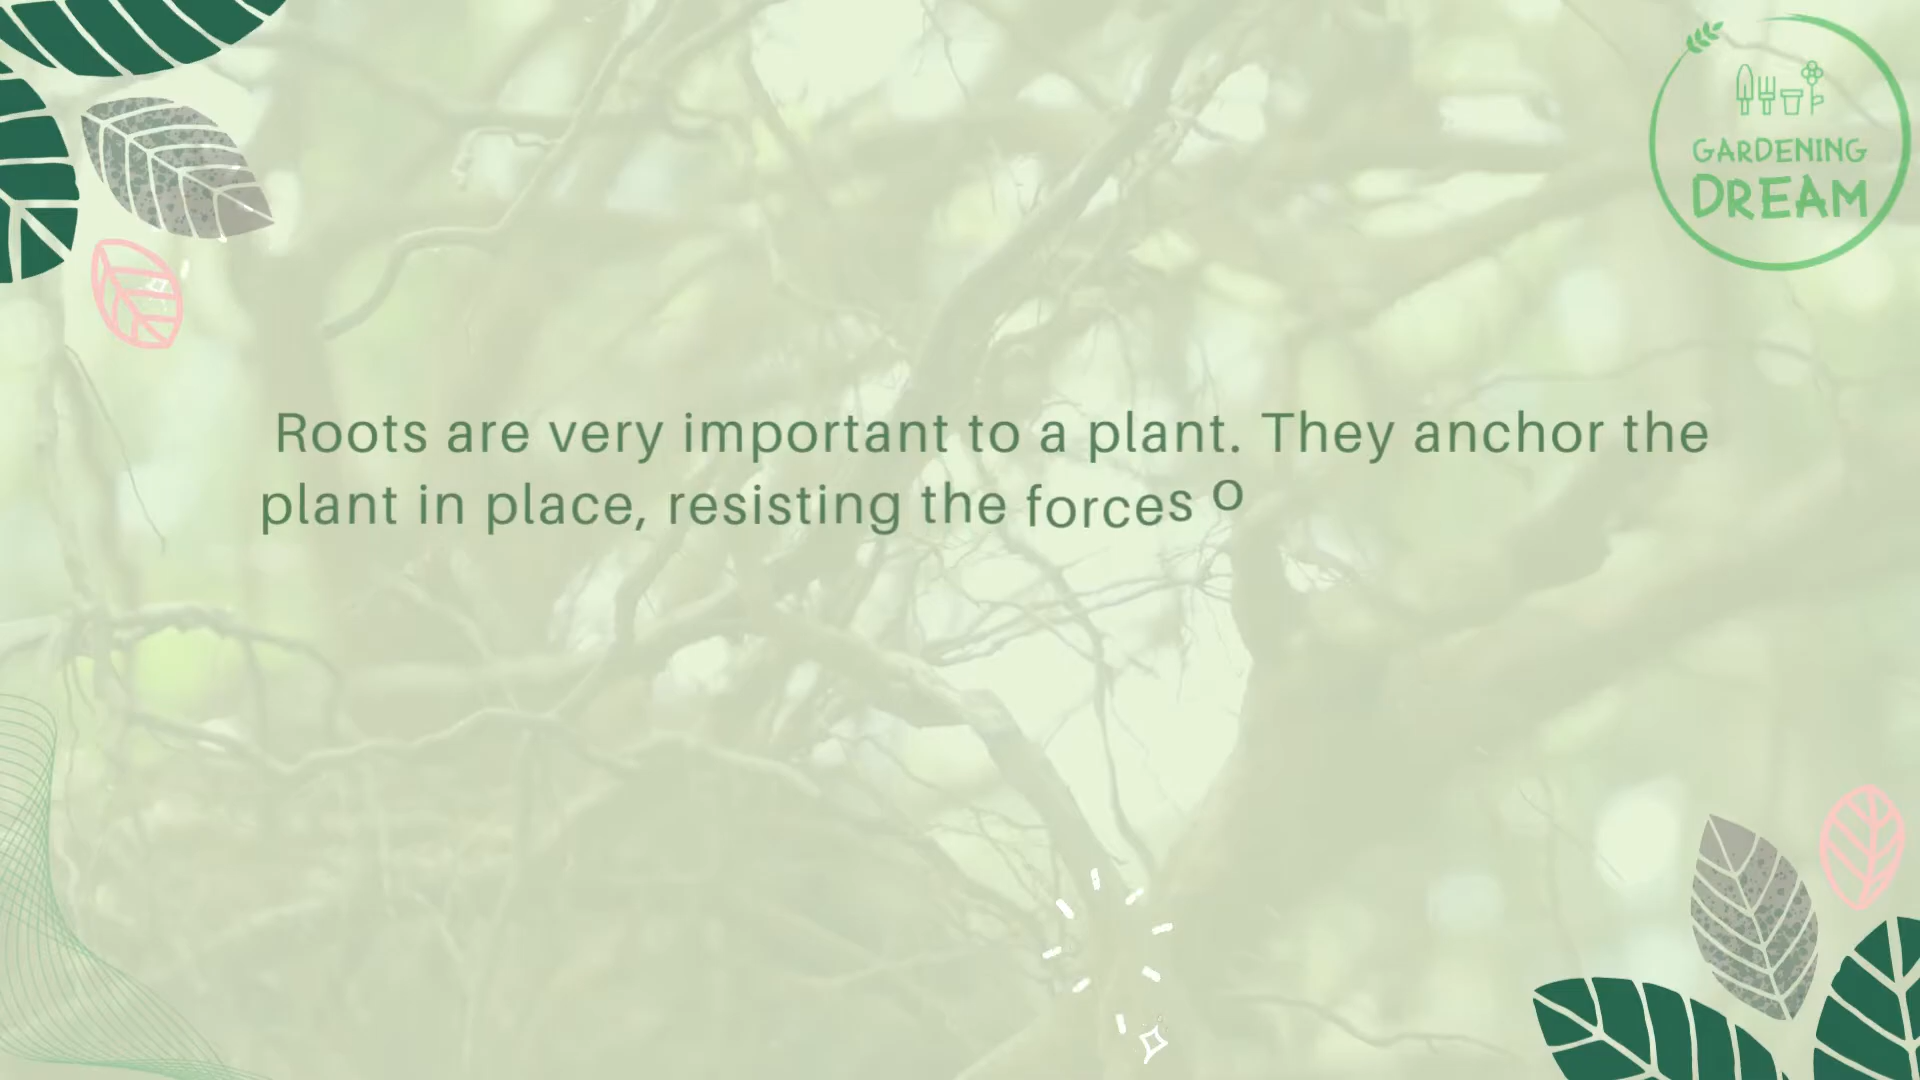 GARDENING
DREAM
Roots are very important to a plant. They anchor the
plant in place, resisting the forces o